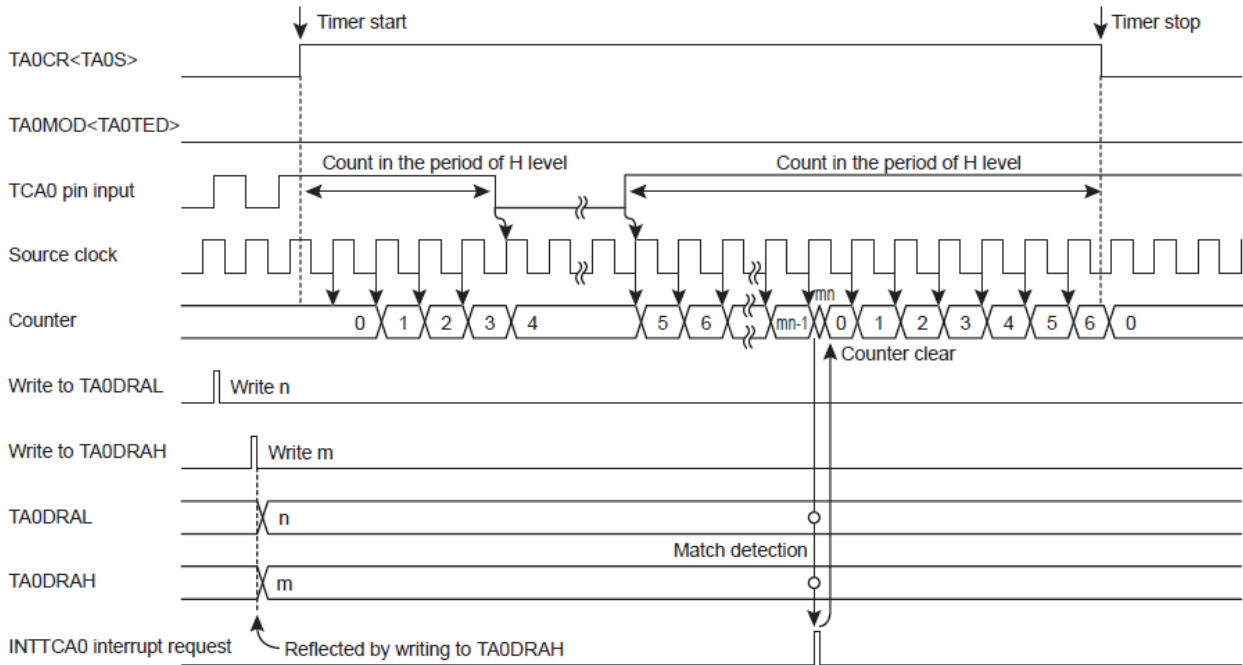 Timer start
Timer stop
TA0CR<TA0S>
TA0MOD<TA0TED>
Count in the period of H level
Count in the period of H level
TCA0 pin input
Source clock
mn
Counter
0 1 2 3 4 5 6 mn-1 0 1 2 3 4 5 6 0
Counter clear
Write to TA0DRAL
Write n
Write to TA0DRAH
Write m
TA0DRAL
n
Match detection
TA0DRAH
m
INTTCA0 interrupt request
Reflected by writing to TA0DRAH